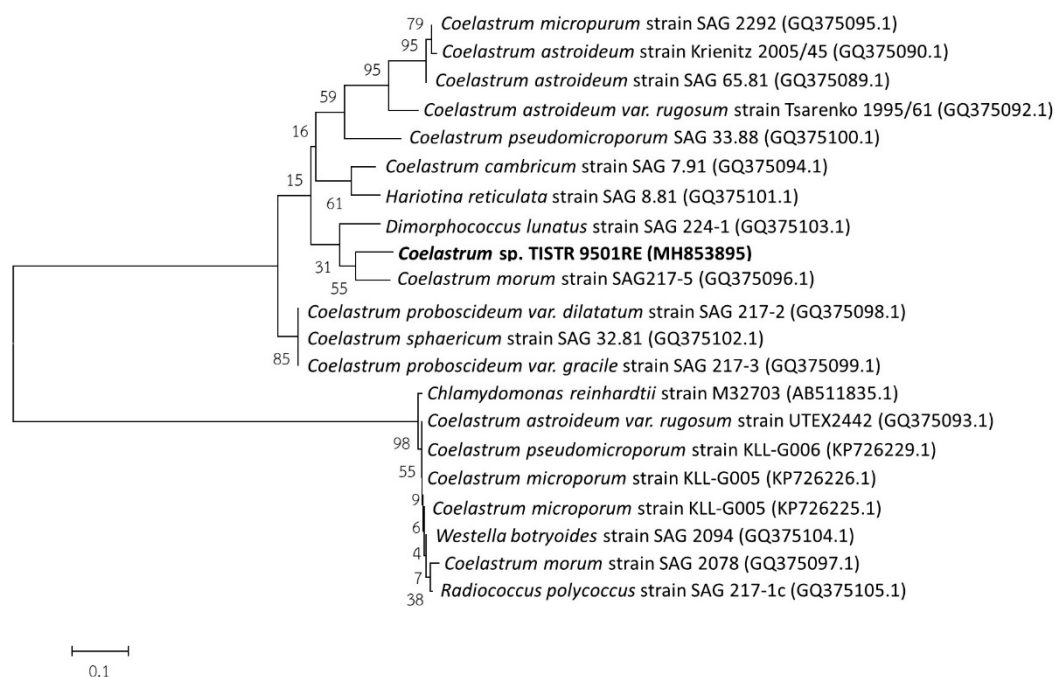 79
Coelastrum micropurum strain SAG 2292 (GQ375095.1)
95
Coelastrum astroideum strain Krienitz 2005/45 (GQ375090.1)
95
Coelastrum astroideum strain SAG 65.81 (GQ375089.1)
59
Coelastrum astroideum var. rugosum strain Tsarenko 1995/61 (GQ375092.1)
16
Coelastrum pseudomicroporum SAG 33.88 (GQ375100.1)
Coelastrum cambricum strain SAG 7.91 (GQ375094.1)
15
Hariotina reticulata strain SAG 8.81 (GQ375101.1)
61
Dimorphococcus lunatus strain SAG 224-1 (GQ375103.1)
Coelastrum sp. TISTR 9501RE (MH853895)
31
Coelastrum morum strain SAG217-5 (GQ375096.1)
55
Coelastrum proboscideum var. dilatatum strain SAG 217-2 (GQ375098.1)
Coelastrum sphaericum strain SAG 32.81 (GQ375102.1)
85
Coelastrum proboscideum var. gracile strain SAG 217-3 (GQ375099.1)
Chlamydomonas reinhardtii strain M32703 (AB511835.1)
Coelastrum astroideum var. rugosum strain UTEX2442 (GQ375093.1)
98
Coelastrum pseudomicroporum strain KLL-G006 (KP726229.1)
55
Coelastrum microporum strain KLL-G005 (KP726226.1)
9
Coelastrum microporum strain KLL-G005 (KP726225.1)
6
Westella botryoides strain SAG 2094 (GQ375104.1)
4
Coelastrum morum strain SAG 2078 (GQ375097.1)
7
Radiococcus polycoccus strain SAG 217-1c (GQ375105.1)
38
0.1